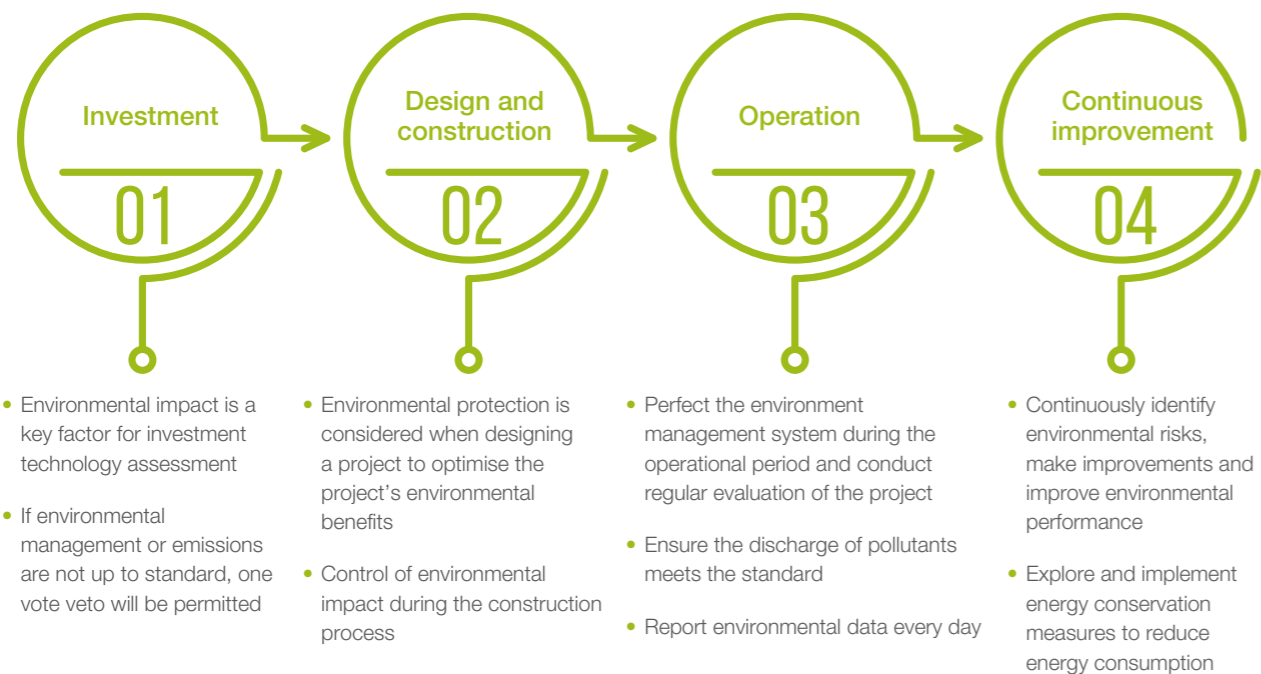 Investment
01
Design and
construction
02
Operation
03
Continuous
improvement
04
• Environmental impact is a
key factor for investment
technology assessment
• If environmental
management or emissions
are not up to standard, one
vote veto will be permitted
• Environmental protection is
considered when designing
a project to optimise the
project’s environmental
benefits
• Control of environmental
impact during the construction
process
• Perfect the environment
management system during the
operational period and conduct
regular evaluation of the project
• Ensure the discharge of pollutants
meets the standard
• Report environmental data every day
• Continuously identify
environmental risks,
make improvements and
improve environmental
performance
• Explore and implement
energy conservation
measures to reduce
energy consumption